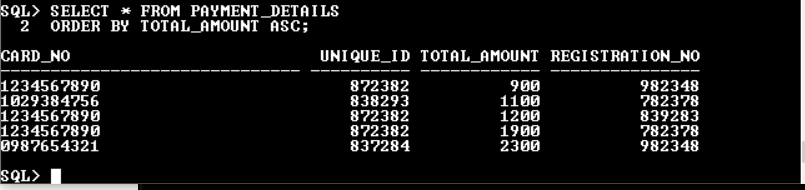 SQL> SELECT * FROM PAYMENT_DETAILS
2 ORDER BY TOTAL_AMOUNT ASC;
CARD_NO UNIQUE_ID TOTAL_AMOUNT REGISTRATION_NO
------------------------------ ---------- ------------ ---------------
1234567890 872382 900 982348
1029384756 838293 1100 782378
1234567890 872382 1200 839283
1234567890 872382 1900 782378
0987654321 837284 2300 982348
SQL>